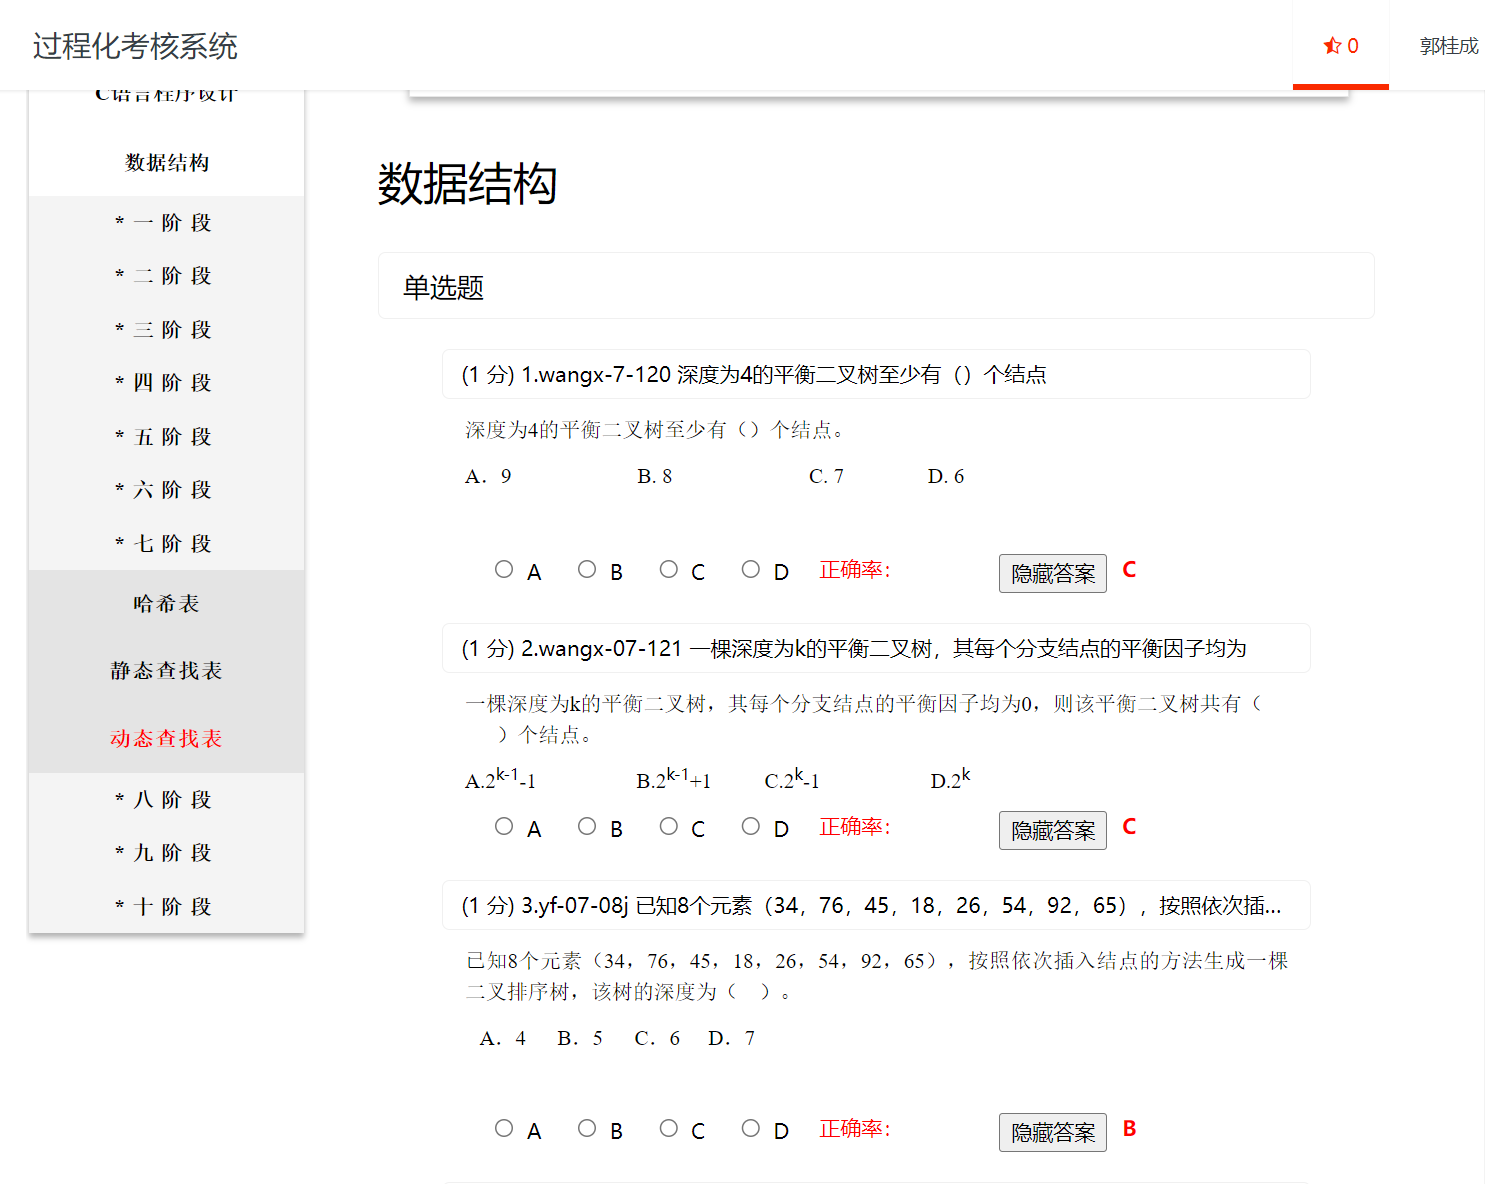 过程化考核系统
0
郭桂成
C语言程序设计
数据结构
* 一 阶 段
* 二 阶 段
* 三 阶 段
* 四 阶 段
* 五 阶 段
* 六 阶 段
* 七 阶 段
哈希表
静态查找表
动态查找表
* 八 阶 段
* 九 阶 段
* 十 阶 段
数据结构
单选题
(1 分) 1.wangx-7-120 深度为4的平衡二叉树至少有（）个结点
深度为4的平衡二叉树至少有（）个结点。
A． 9 B. 8 C. 7 D. 6
A B C D 正确率： 隐藏答案 C
(1 分) 2.wangx-07-121 一棵深度为k的平衡二叉树，其每个分支结点的平衡因子均为
一棵深度为k的平衡二叉树，其每个分支结点的平衡因子均为0，则该平衡二叉树共有（
）个结点。
A.2^k-1-1 B.2^k-1+1 C.2^k-1 D.2^k
A B C D 正确率： 隐藏答案 C
(1 分) 3.yf-07-08j 已知8个元素（34，76，45，18，26，54，92，65），按照依次插...
已知8个元素（34，76，45，18，26，54，92，65），按照依次插入结点的方法生成一棵
二叉排序树，该树的深度为（ ）。
A． 4 B． 5 C． 6 D． 7
A B C D 正确率： 隐藏答案 B